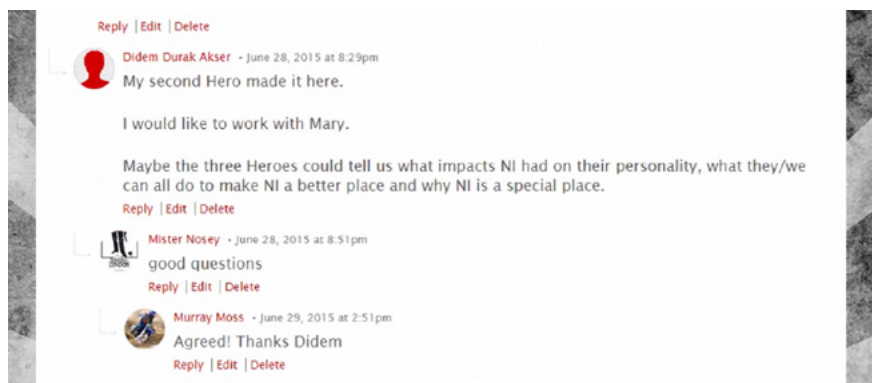 Reply | Edit | Delete
Didem Durak Akser • June 28, 2015 at 8:29pm
My second Hero made it here.
I would like to work with Mary.
Maybe the three Heroes could tell us what impacts NI had on their personality, what they/we
can all do to make NI a better place and why NI is a special place.
Reply | Edit | Delete
Mister Nosey • June 28, 2015 at 8:51pm
good questions
Reply | Edit | Delete
Murray Moss • June 29, 2015 at 2:51pm
Agreed! Thanks Didem
Reply | Edit | Delete